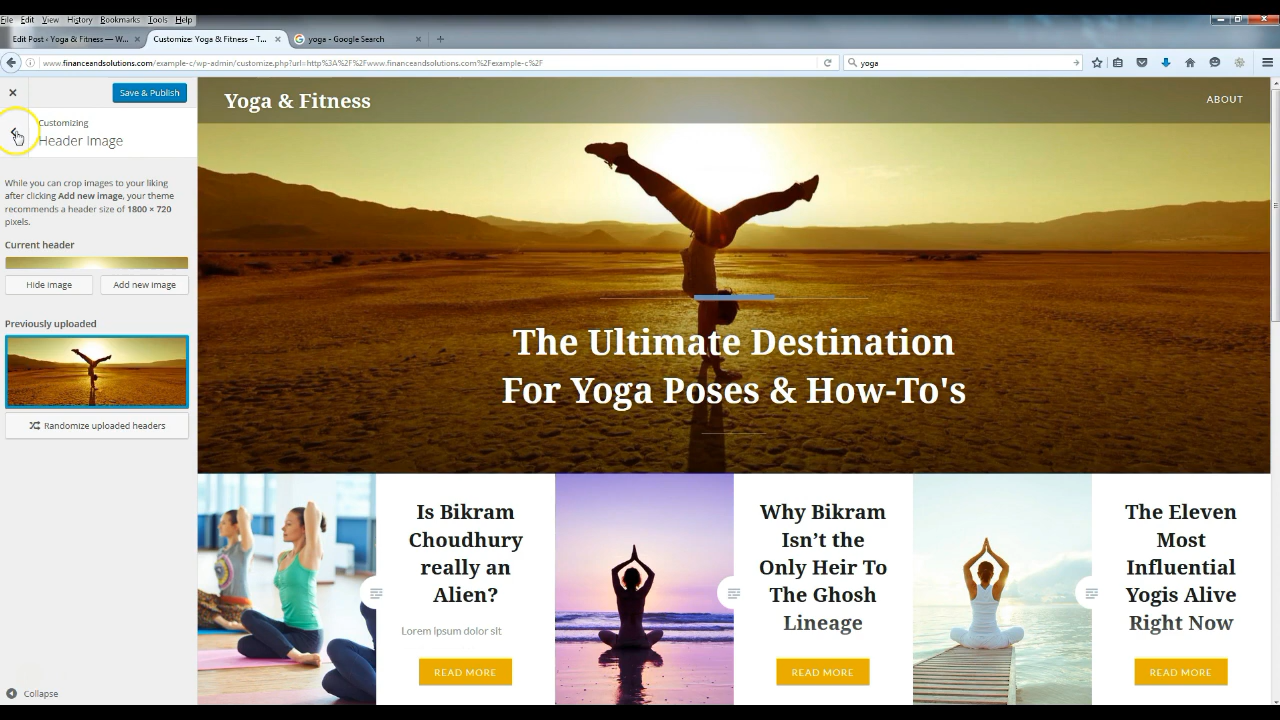 File Edit View History Bookmarks Tools Help
Edit Post ‹ Yoga & Fitness — W...
Customize: Yoga & Fitness – T...
yoga - Google Search
www.financeandsolutions.com/example-c/wp-admin/customize.php?url=http%3A%2F%2Fwww.financeandsolutions.com%2Fexample-c%2F
yoga
Save & Publish
Customizing
Header Image
While you can crop images to your liking
after clicking Add new image, your theme
recommends a header size of 1800 × 720
pixels.
Current header
Hide image
Add new image
Previously uploaded
Randomize uploaded headers
Collapse
Yoga & Fitness
ABOUT
The Ultimate Destination
For Yoga Poses & How-To's
Is Bikram
Choudhury
really an
Alien?
Lorem ipsum dolor sit
READ MORE
Why Bikram
Isn’t the
Only Heir To
The Ghosh
Lineage
READ MORE
The Eleven
Most
Influential
Yogis Alive
Right Now
READ MORE